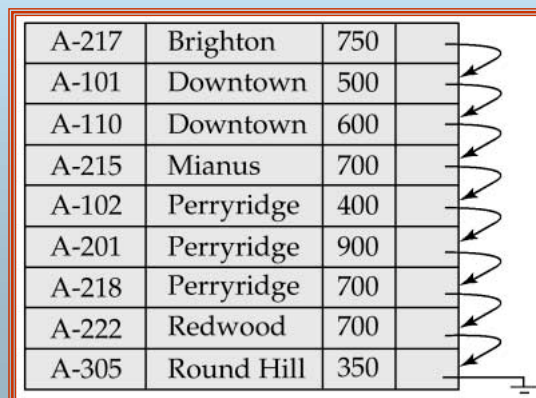 A-217 Brighton 750
A-101 Downtown 500
A-110 Downtown 600
A-215 Mianus 700
A-102 Perryridge 400
A-201 Perryridge 900
A-218 Perryridge 700
A-222 Redwood 700
A-305 Round Hill 350